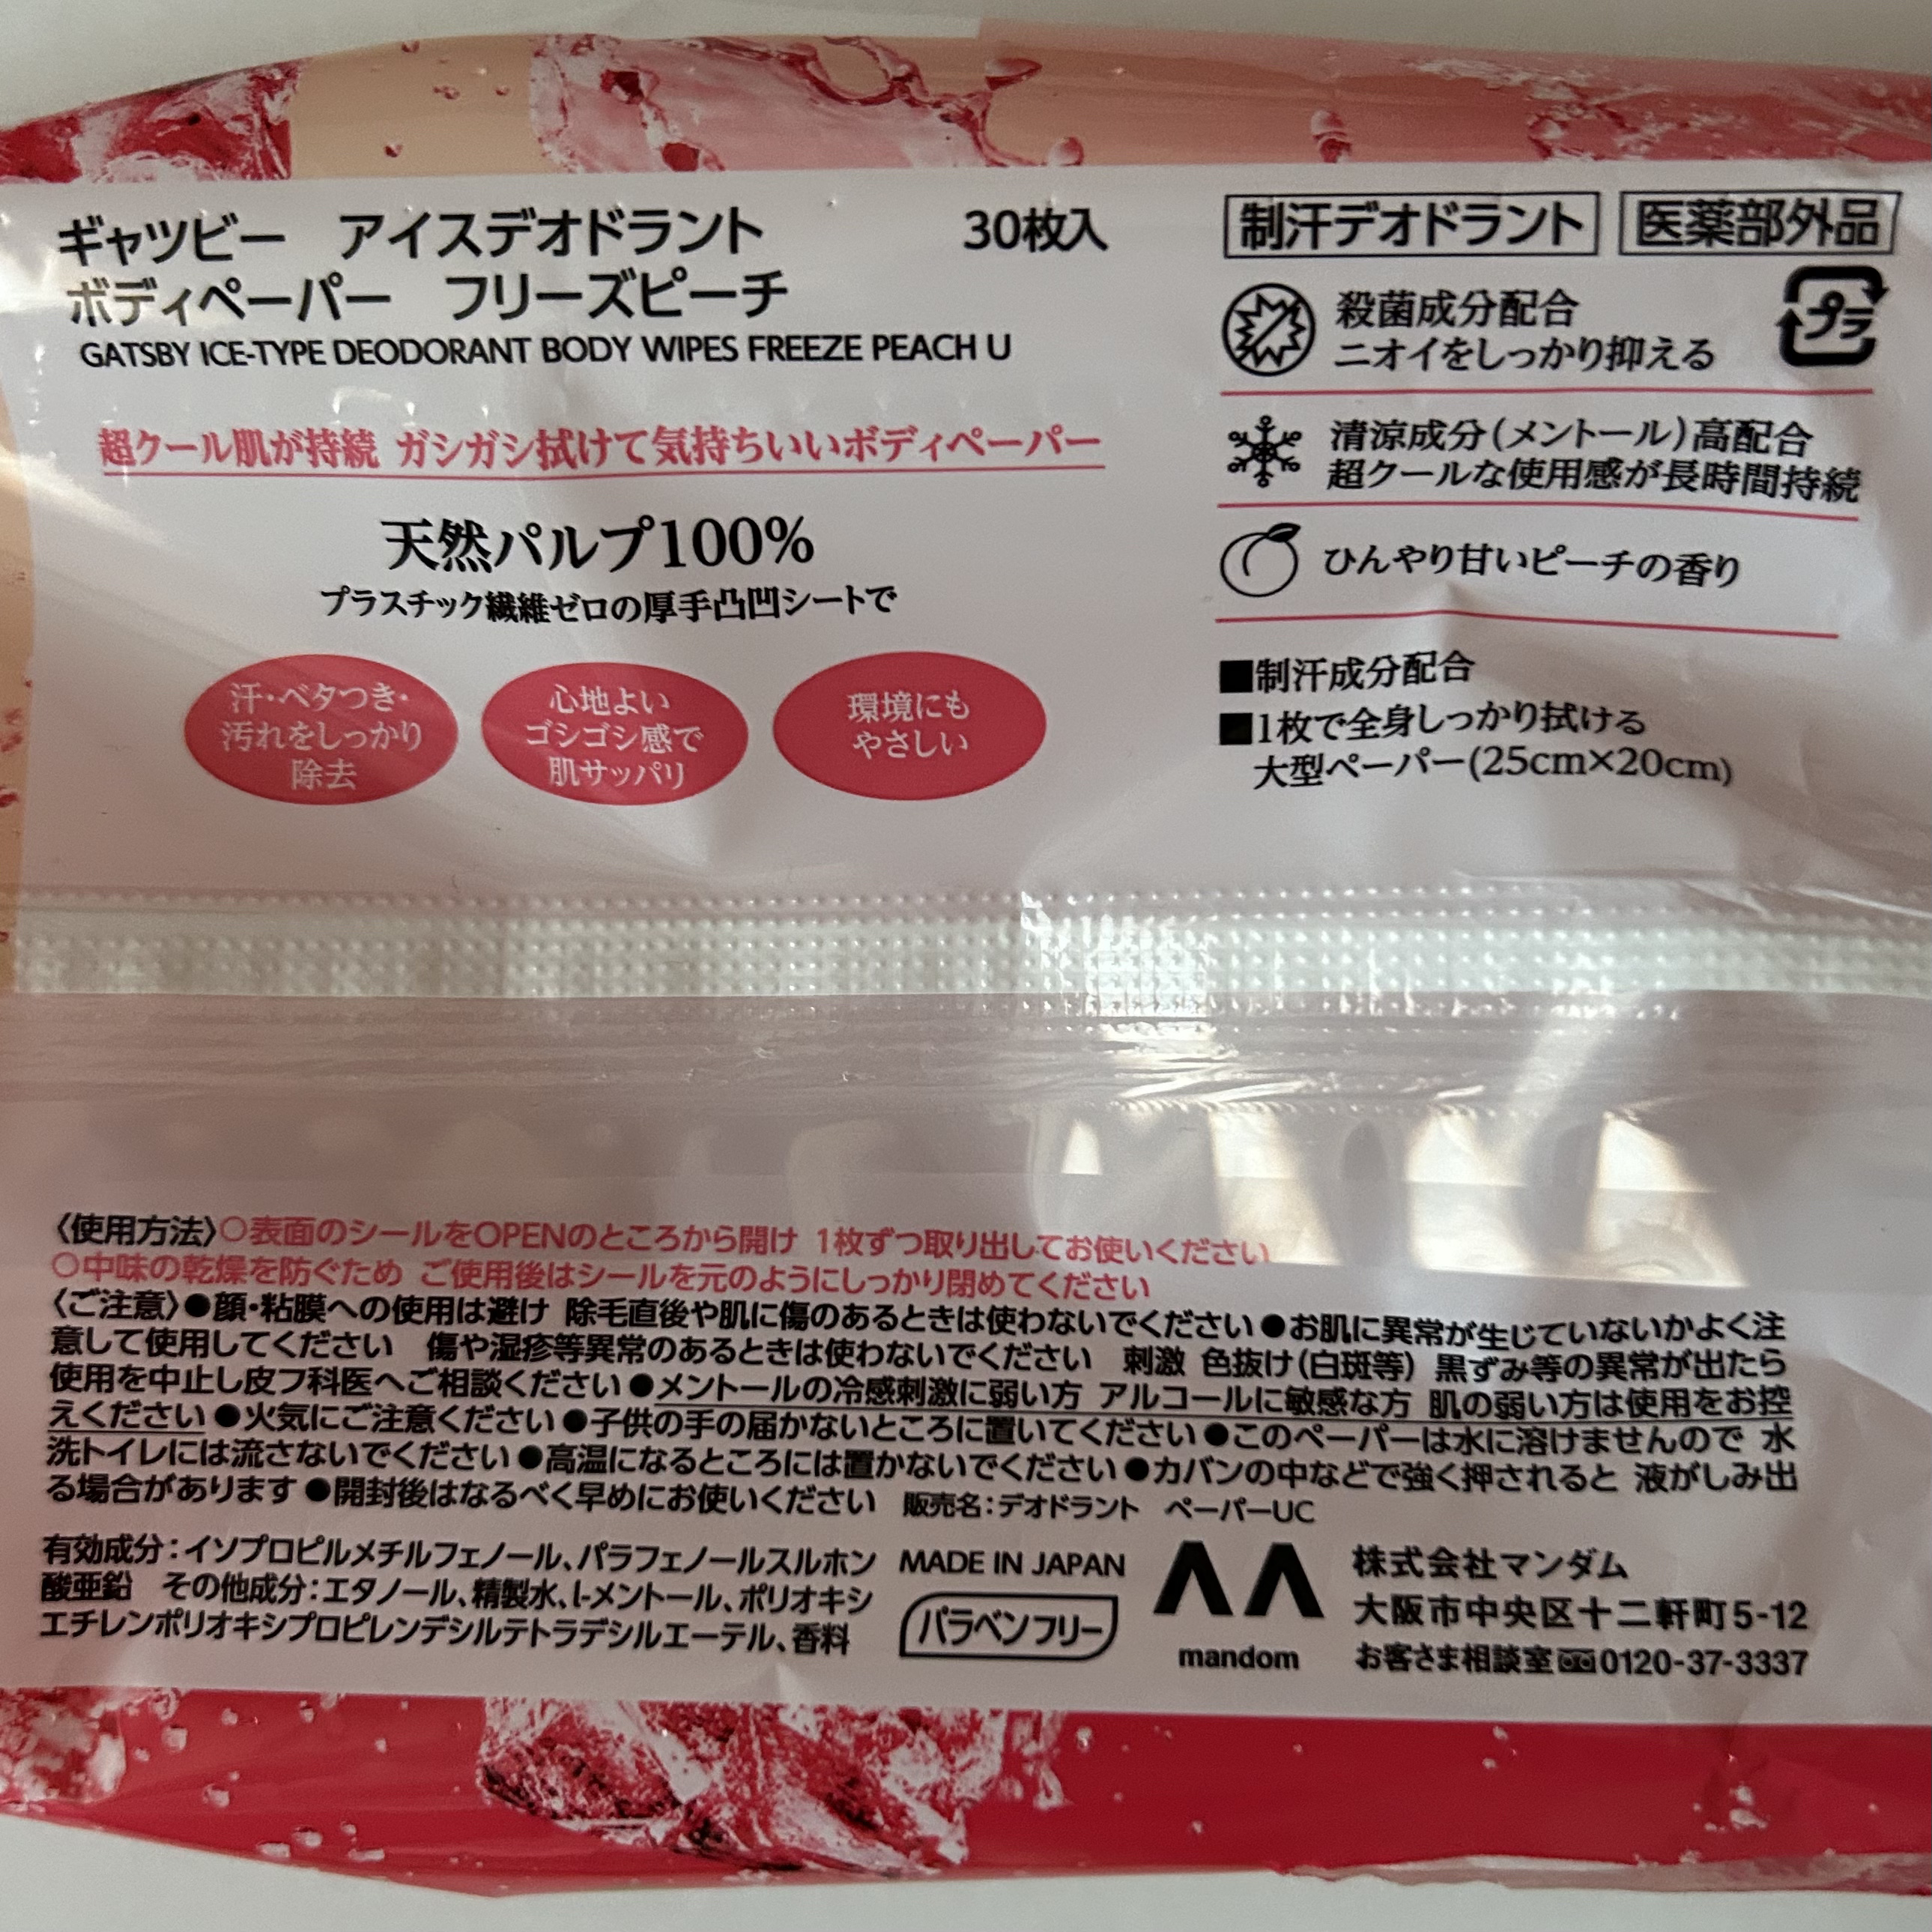 ギャツビー　アイスデオドラント　30枚入
ボディペーパー　フリーズピーチ
GATSBY ICE-TYPE DEODORANT BODY WIPES FREEZE PEACH U
超クール肌が持続 ガシガシ拭けて気持ちいいボディペーパー
天然パルプ100%
プラスチック繊維ゼロの厚手凸凹シートで
汗・ベタつき・
汚れをしっかり
除去
心地よい
ゴシゴシ感で
肌サッパリ
環境にも
やさしい
制汗デオドラント　医薬部外品
殺菌成分配合
ニオイをしっかり抑える
プラ
清涼成分(メントール)高配合
超クールな使用感が長時間持続
ひんやり甘いピーチの香り
■制汗成分配合
■1枚で全身しっかり拭ける
大型ペーパー(25cm×20cm)
〈使用方法〉○表面のシールをOPENのところから開け 1枚ずつ取り出してお使いください
○中味の乾燥を防ぐため ご使用後はシールを元のようにしっかり閉めてください
〈ご注意〉●顔・粘膜への使用は避け 除毛直後や肌に傷のあるときは使わないでください●お肌に異常が生じていないかよく注
意して使用してください　傷や湿疹等異常のあるときは使わないでください　刺激 色抜け(白斑等) 黒ずみ等の異常が出たら
使用を中止し皮フ科医へご相談ください●メントールの冷感刺激に弱い方 アルコールに敏感な方 肌の弱い方は使用をお控
えください●火気にご注意ください●子供の手の届かないところに置いてください●このペーパーは水に溶けませんので 水
洗トイレには流さないでください●高温になるところには置かないでください●カバンの中などで強く押されると 液がしみ出
る場合があります●開封後はなるべく早めにお使いください　販売名:デオドラント　ペーパーUC
有効成分:イソプロピルメチルフェノール、パラフェノールスルホン
酸亜鉛　その他成分:エタノール、精製水、l-メントール、ポリオキシ
エチレンポリオキシプロピレンデシルテトラデシルエーテル、香料
MADE IN JAPAN
パラベンフリー
mandom
株式会社マンダム
大阪市中央区十二軒町5-12
お客さま相談室 0120-37-3337